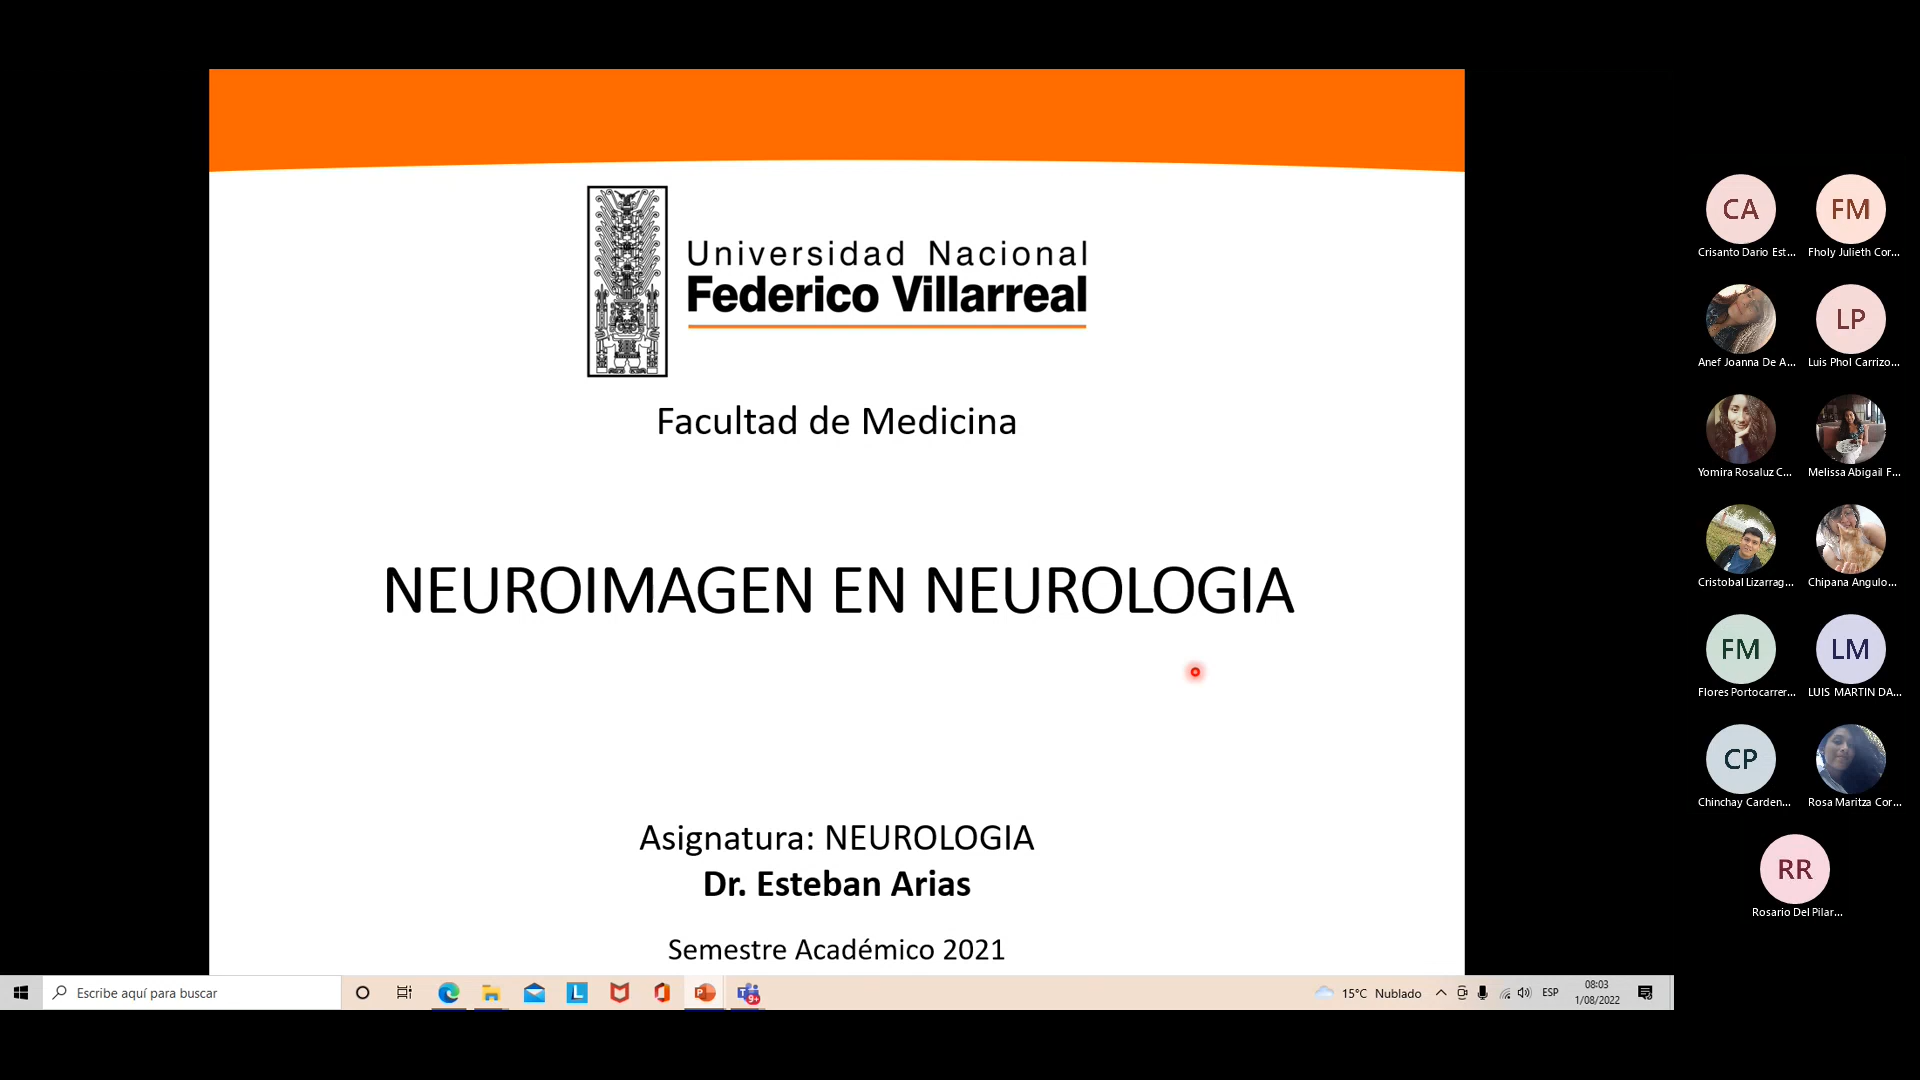 Universidad Nacional
Federico Villarreal
Facultad de Medicina
NEUROIMAGEN EN NEUROLOGIA
Asignatura: NEUROLOGIA
Dr. Esteban Arias
Semestre Académico 2021
CA
FM
Crisanto Dario Est...
Fholy Julieth Cor...
LP
Anef Joanna De A...
Luis Phol Carrizo...
Yomira Rosaluz C...
Melissa Abigail F...
Cristobal Lizarrag...
Chipana Angulo...
FM
LM
Flores Portocarrer...
LUIS MARTIN DA...
CP
Chinchay Carden...
Rosa Maritza Cor...
RR
Rosario Del Pilar...
Escribe aquí para buscar
L
P
9+
15°C Nublado
ESP
08:03
1/08/2022